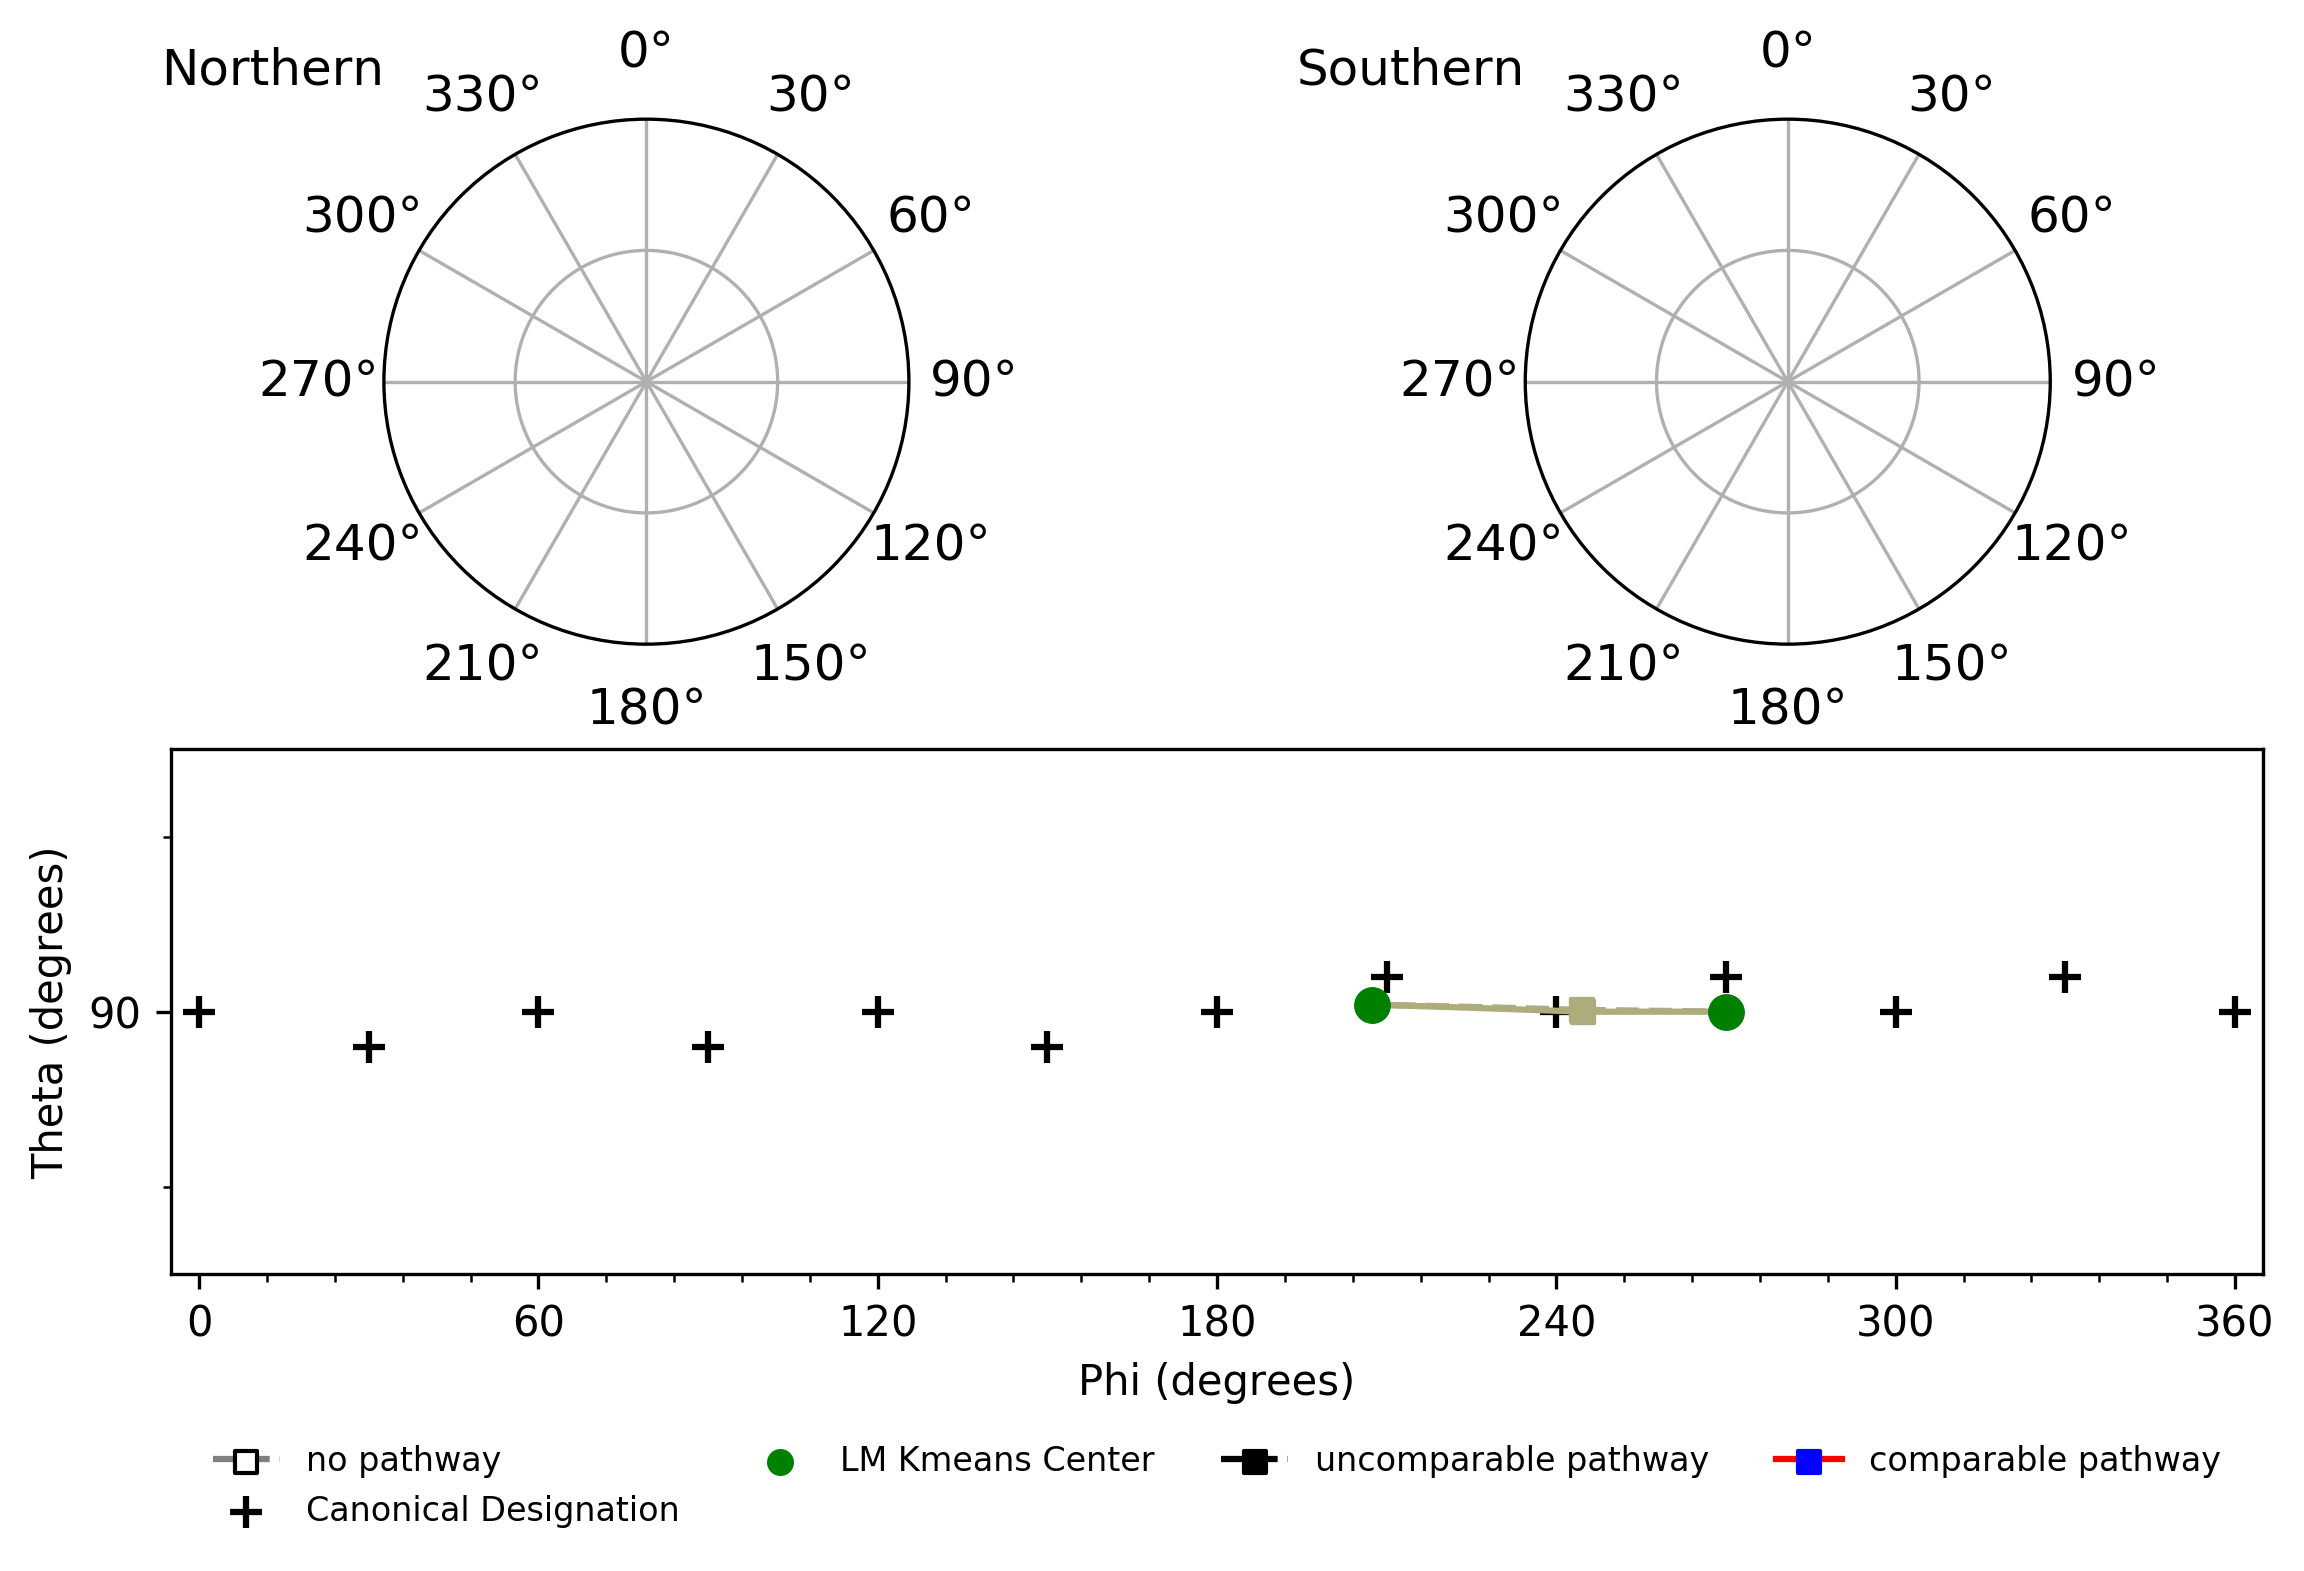 Northern
0°
30°
60°
90°
120°
150°
180°
210°
240°
270°
300°
330°
Southern
0°
30°
60°
90°
120°
150°
180°
210°
240°
270°
300°
330°
Theta (degrees)
90
0 60 120 180 240 300 360
Phi (degrees)
no pathway
Canonical Designation
LM Kmeans Center
uncomparable pathway
comparable pathway